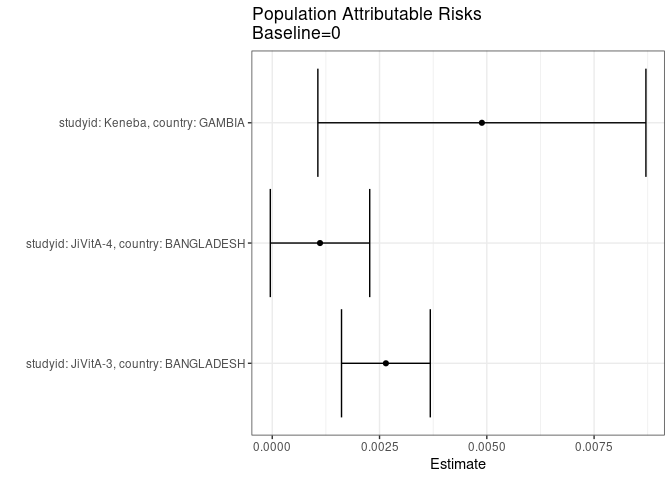 Population Attributable Risks
Baseline=0
studyid: Keneba, country: GAMBIA
studyid: JiVitA-4, country: BANGLADESH
studyid: JiVitA-3, country: BANGLADESH
0.0000 0.0025 0.0050 0.0075
Estimate